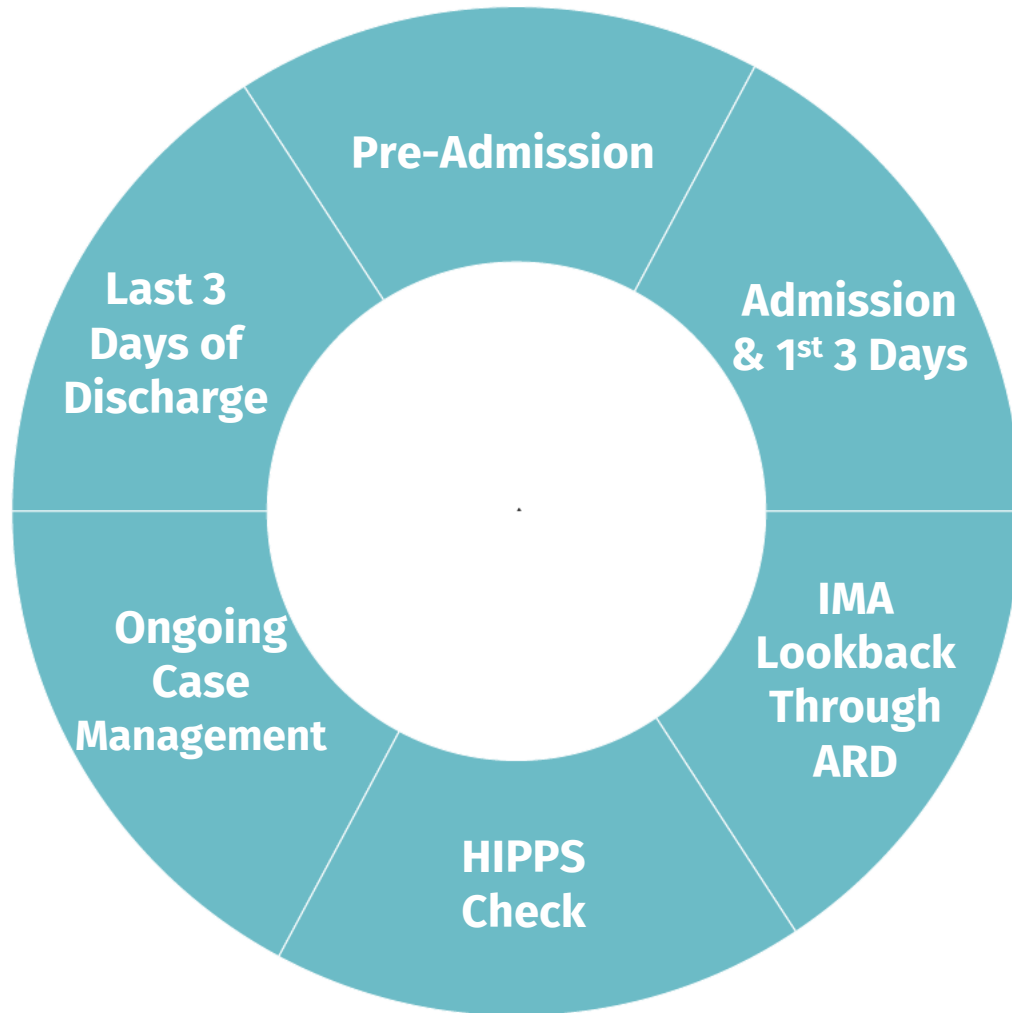 Pre-Admission
Admission
& 1st 3 Days
IMA
Lookback
Through
ARD
HIPPS
Check
Ongoing
Case
Management
Last 3
Days of
Discharge